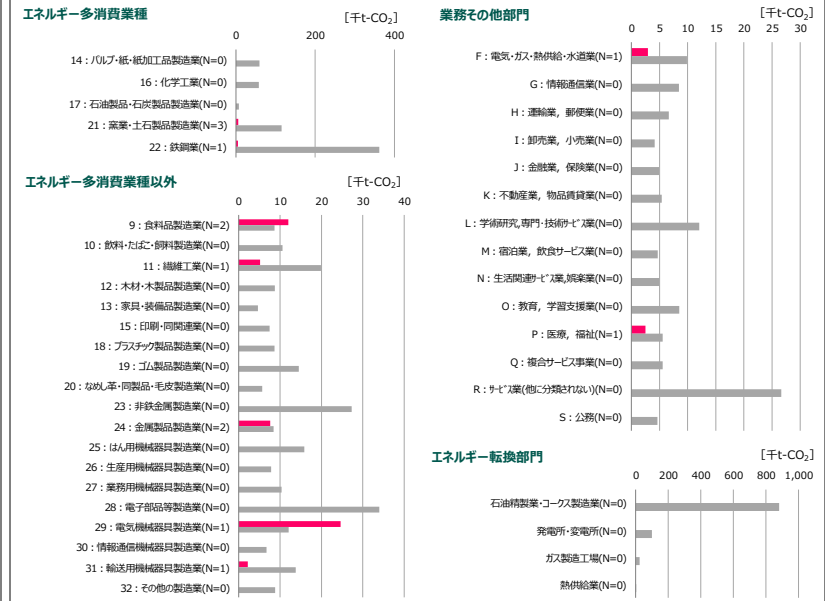 エネルギー多消費業種
[千t-CO₂]
0 200 400
14：パルプ・紙・紙加工品製造業(N=0)
16：化学工業(N=0)
17：石油製品・石炭製品製造業(N=0)
21：窯業・土石製品製造業(N=3)
22：鉄鋼業(N=1)
エネルギー多消費業種以外
[千t-CO₂]
0 10 20 30 40
9：食料品製造業(N=2)
10：飲料・たばこ・飼料製造業(N=0)
11：繊維工業(N=1)
12：木材・木製品製造業(N=0)
13：家具・装備品製造業(N=0)
15：印刷・同関連業(N=0)
18：プラスチック製品製造業(N=0)
19：ゴム製品製造業(N=0)
20：なめし革・同製品・毛皮製造業(N=0)
23：非鉄金属製造業(N=0)
24：金属製品製造業(N=2)
25：はん用機械器具製造業(N=0)
26：生産用機械器具製造業(N=0)
27：業務用機械器具製造業(N=0)
28：電子部品等製造業(N=0)
29：電気機械器具製造業(N=1)
30：情報通信機械器具製造業(N=0)
31：輸送用機械器具製造業(N=1)
32：その他の製造業(N=0)
業務その他部門
[千t-CO₂]
0 5 10 15 20 25 30
F：電気・ガス・熱供給・水道業(N=1)
G：情報通信業(N=0)
H：運輸業，郵便業(N=0)
I：卸売業，小売業(N=0)
J：金融業，保険業(N=0)
K：不動産業，物品賃貸業(N=0)
L：学術研究,専門・技術ｻｰﾋﾞｽ業(N=0)
M：宿泊業，飲食サービス業(N=0)
N：生活関連ｻｰﾋﾞｽ業,娯楽業(N=0)
O：教育，学習支援業(N=0)
P：医療，福祉(N=1)
Q：複合サービス事業(N=0)
R：ｻｰﾋﾞｽ業(他に分類されない)(N=0)
S：公務(N=0)
エネルギー転換部門
[千t-CO₂]
0 200 400 600 800 1,000
石油精製業・コークス製造業(N=0)
発電所・変電所(N=0)
ガス製造工場(N=0)
熱供給業(N=0)